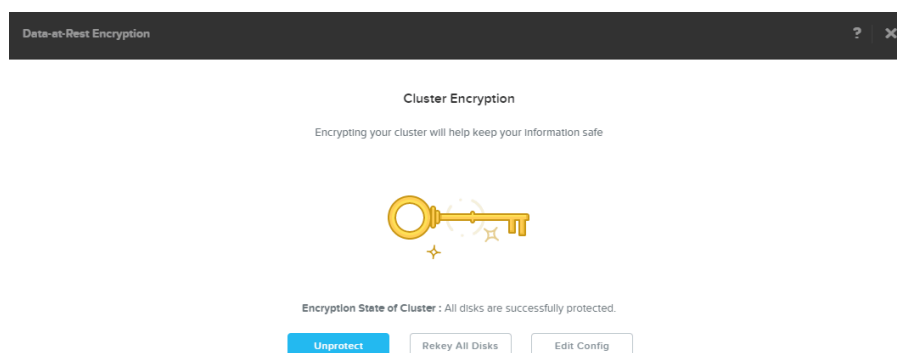 Data-at-Rest Encryption
?
Cluster Encryption
Encrypting your cluster will help keep your information safe
Encryption State of Cluster : All disks are successfully protected.
Unprotect
Rekey All Disks
Edit Config